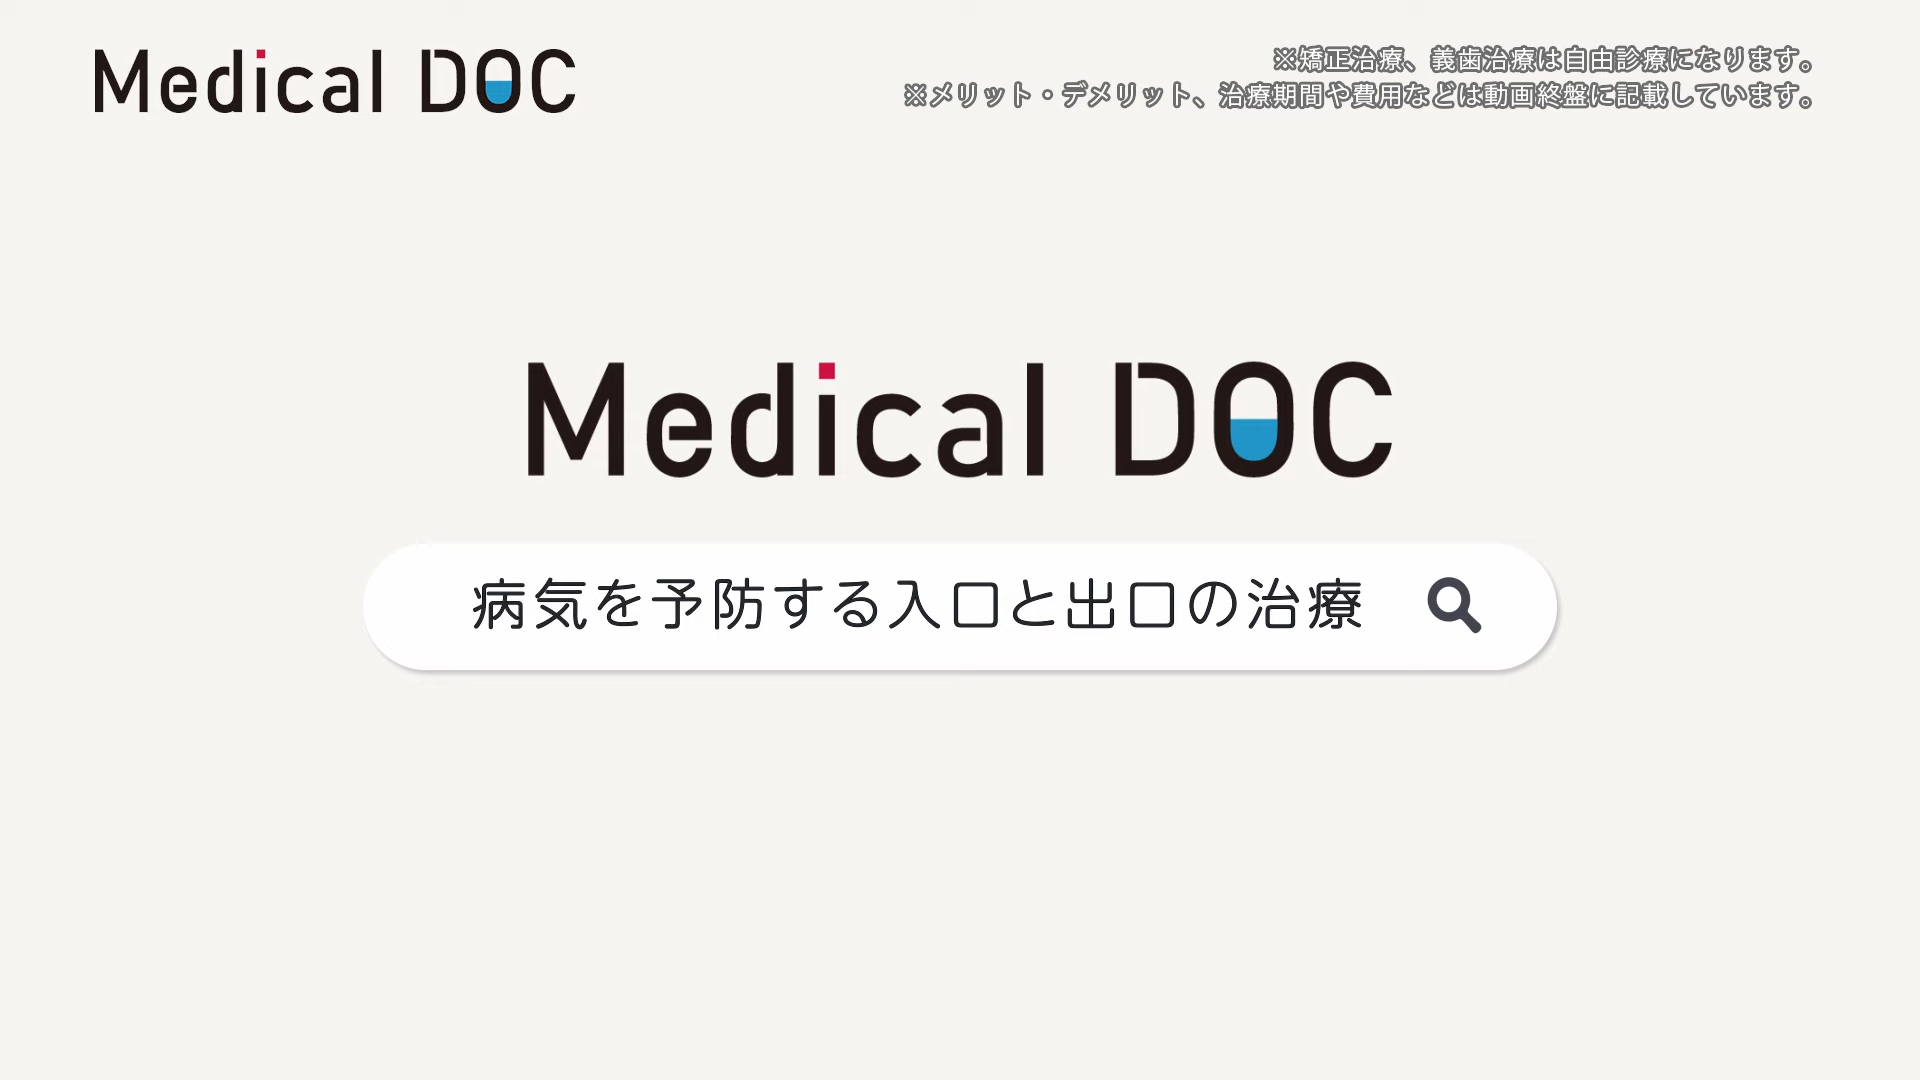 Medical DOC
※矯正治療、義歯治療は自由診療になります。
※メリット・デメリット、治療期間や費用などは動画終盤に記載しています。
Medical DOC
病気を予防する入口と出口の治療